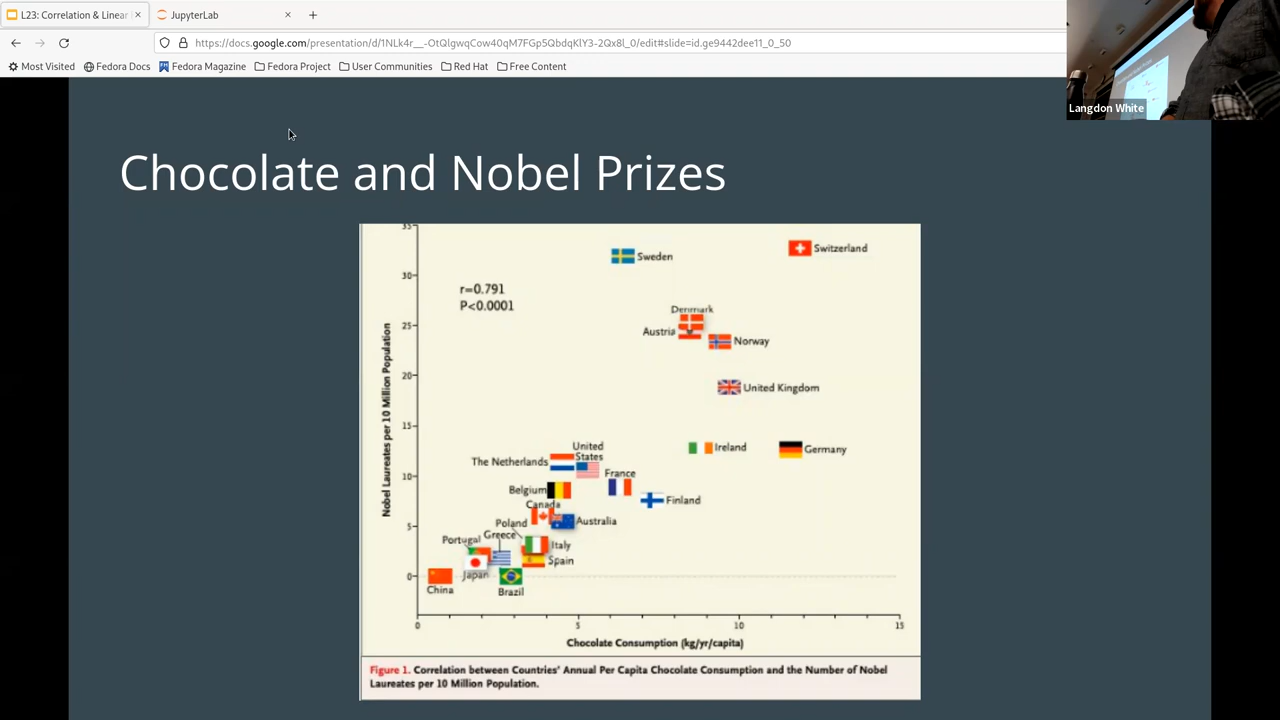 L23: Correlation & Linear
JupyterLab
https://docs.google.com/presentation/d/1NLk4r__-OtQlgwqCow40qM7FGp5QbdqKlY3-2Qx8l_0/edit#slide=id.ge9442dee11_0_50
Most Visited Fedora Docs Fedora Magazine Fedora Project User Communities Red Hat Free Content
Langdon White
Chocolate and Nobel Prizes
35
30
25
20
15
10
5
0
Nobel Laureates per 10 Million Population
r=0.791
P<0.0001
Sweden
Switzerland
Denmark
Austria
Norway
United Kingdom
Ireland
Germany
United
States
The Netherlands
France
Belgium
Finland
Canada
Australia
Poland
Greece
Portugal
Italy
Spain
Japan
China
Brazil
0 5 10 15
Chocolate Consumption (kg/yr/capita)
Figure 1. Correlation between Countries' Annual Per Capita Chocolate Consumption and the Number of Nobel
Laureates per 10 Million Population.